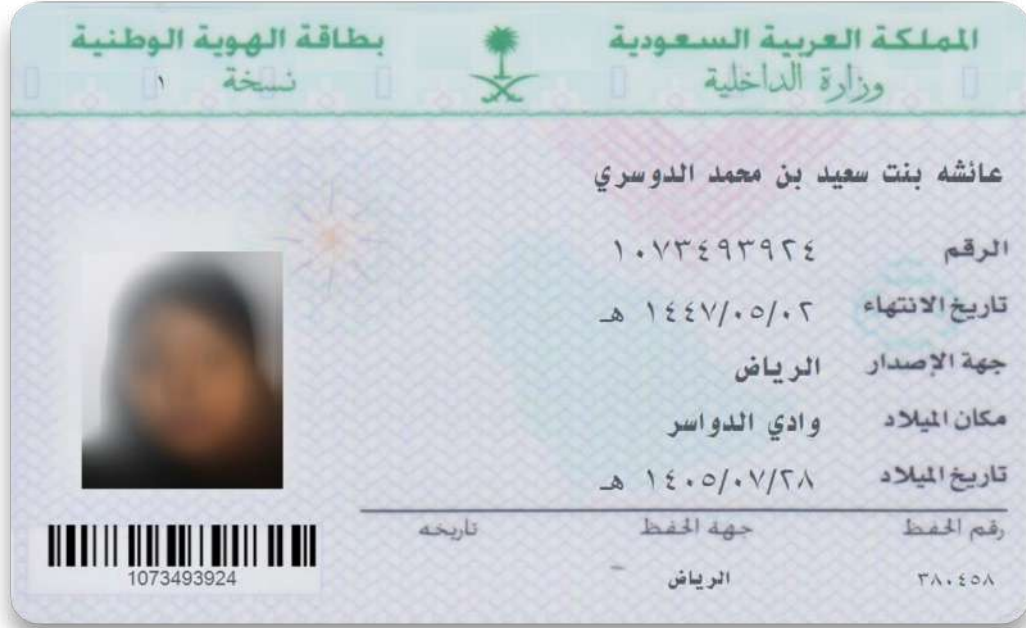 المملكة العربية السعودية
وزارة الداخلية
بطاقة الهوية الوطنية
نسخة ١
عائشه بنت سعيد بن محمد الدوسري
الرقم ١٠٧٣٤٩٣٩٢٤
تاريخ الانتهاء ١٤٤٧/٠٥/٠٢ هـ
جهة الإصدار الرياض
مكان الميلاد وادي الدواسر
تاريخ الميلاد ١٤٠٥/٠٧/٢٨ هـ
رقم الحفظ جهة الحفظ تاريخه
٣٨٠٤٥٨ الرياض
1073493924